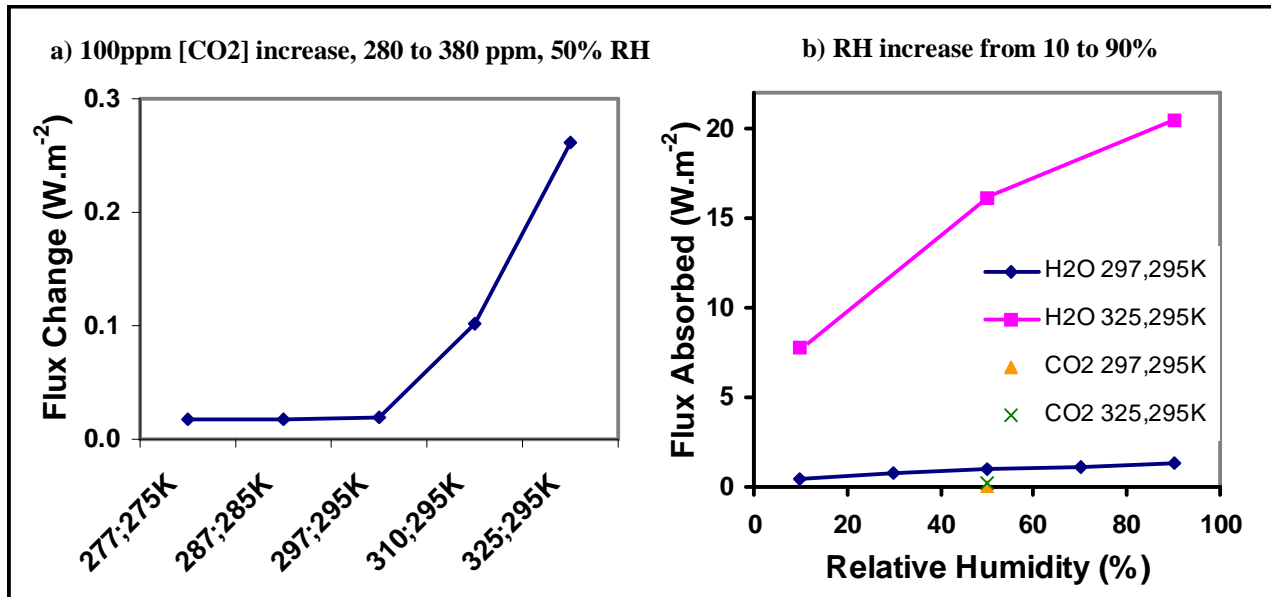 a) 100ppm [CO2] increase, 280 to 380 ppm, 50% RH
Flux Change (W.m-2)
0.3
0.2
0.1
0.0
277;275K
287;285K
297;295K
310;295K
325;295K
b) RH increase from 10 to 90%
Flux Absorbed (W.m-2)
20
15
10
5
0
H2O 297,295K
H2O 325,295K
CO2 297,295K
CO2 325,295K
0 20 40 60 80 100
Relative Humidity (%)